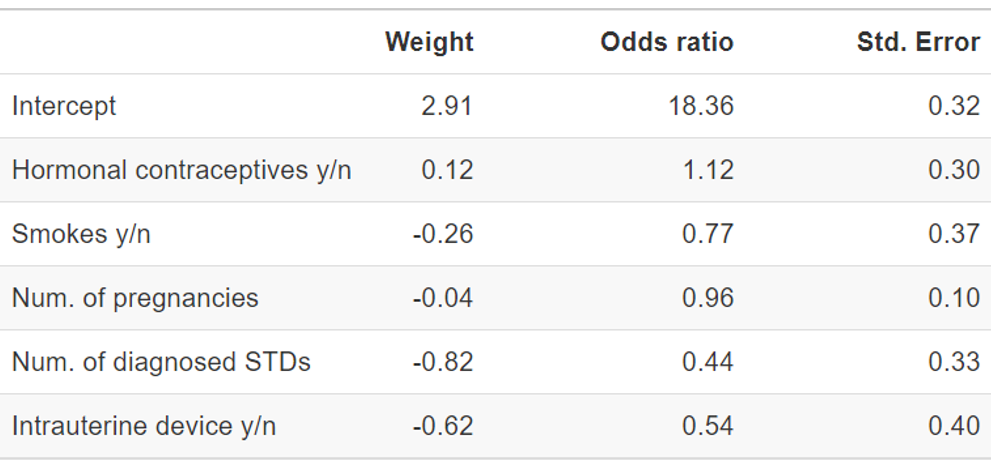 Weight Odds ratio Std. Error
Intercept 2.91 18.36 0.32
Hormonal contraceptives y/n 0.12 1.12 0.30
Smokes y/n -0.26 0.77 0.37
Num. of pregnancies -0.04 0.96 0.10
Num. of diagnosed STDs -0.82 0.44 0.33
Intrauterine device y/n -0.62 0.54 0.40